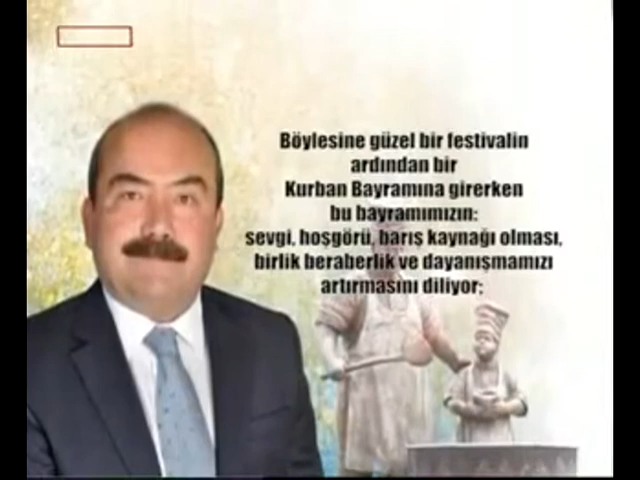 Böylesine güzel bir festivalin
ardından bir
Kurban Bayramına girerken
bu bayramımızın:
sevgi, hoşgörü, barış kaynağı olması,
birlik beraberlik ve dayanışmamızı
artırmasını diliyor;